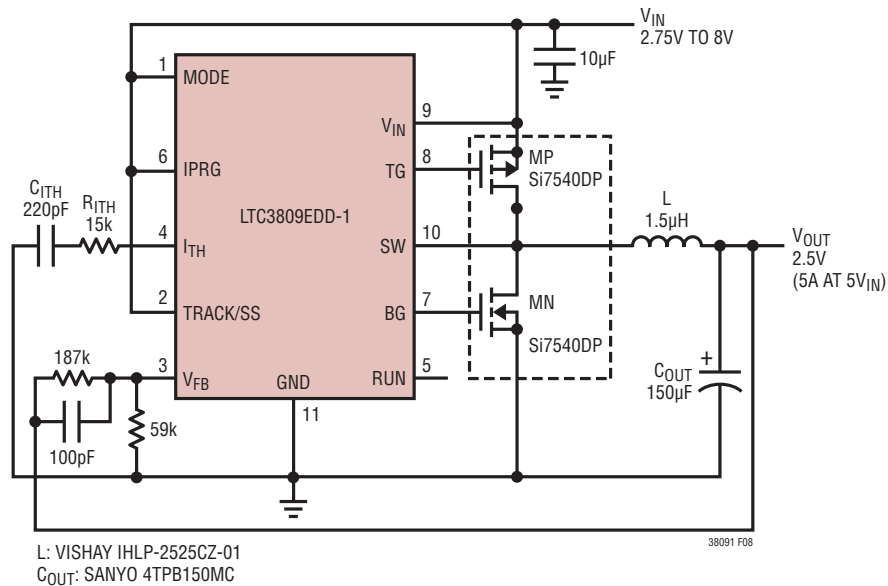 VIN
2.75V TO 8V
10µF
1
MODE
9
VIN
6
IPRG
8
TG
MP
Si7540DP
CITH
220pF
RITH
15k
LTC3809EDD-1
L
1.5µH
4
ITH
SW
10
VOUT
2.5V
(5A AT 5VIN)
2
TRACK/SS
BG
7
MN
Si7540DP
187k
3
VFB
GND
RUN
5
COUT
150µF
+
11
59k
100pF
38091 F08
L: VISHAY IHLP-2525CZ-01
COUT: SANYO 4TPB150MC